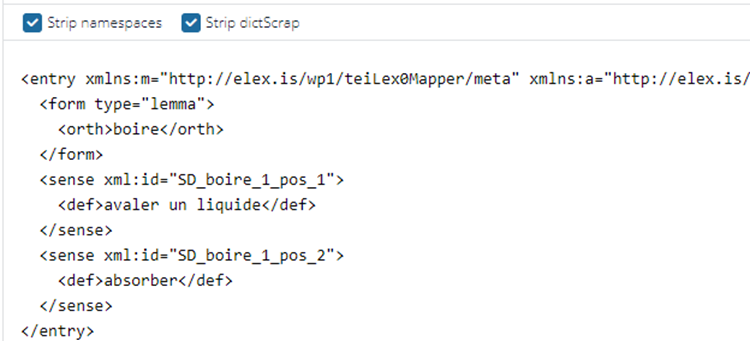 Strip namespaces Strip dictScrap
<entry xmlns:m="http://elex.is/wp1/teiLex0Mapper/meta" xmlns:a="http://elex.is/
<form type="lemma">
<orth>boire</orth>
</form>
<sense xml:id="SD_boire_1_pos_1">
<def>avaler un liquide</def>
</sense>
<sense xml:id="SD_boire_1_pos_2">
<def>absorber</def>
</sense>
</entry>